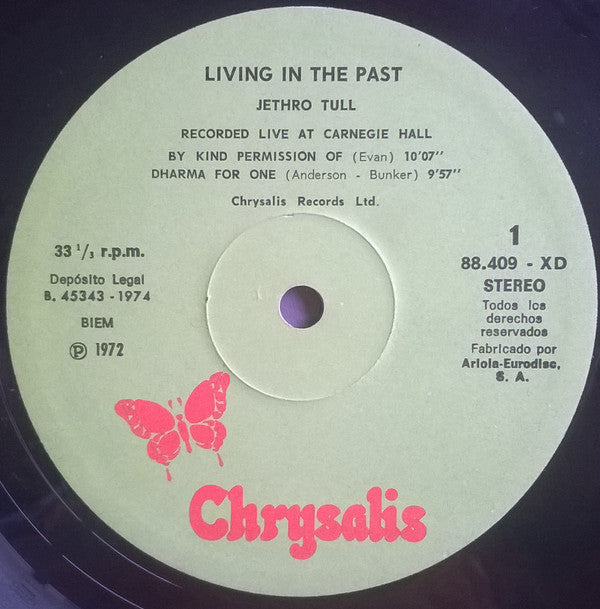 LIVING IN THE PAST
JETHRO TULL
RECORDED LIVE AT CARNEGIE HALL
BY KIND PERMISSION OF (Evan) 10'07''
DHARMA FOR ONE (Anderson - Bunker) 9'57''
Chrysalis Records Ltd.
33 1/3 r.p.m.
Depósito Legal
B. 45343 - 1974
BIEM
℗ 1972
1
88.409 - XD
STEREO
Todos los
derechos
reservados
Fabricado por
Ariola-Eurodisc,
S. A.
Chrysalis